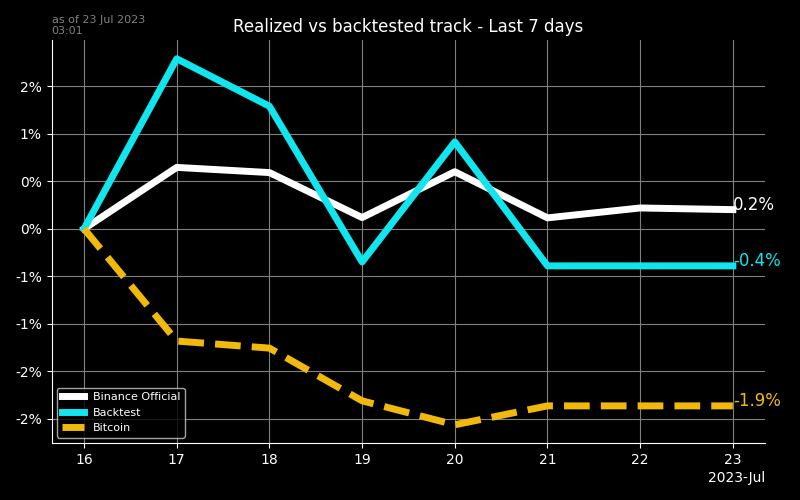 as of 23 Jul 2023
03:01
Realized vs backtested track - Last 7 days
2%
1%
0%
0%
-1%
-1%
-2%
-2%
0.2%
-0.4%
-1.9%
Binance Official
Backtest
Bitcoin
16 17 18 19 20 21 22 23
2023-Jul